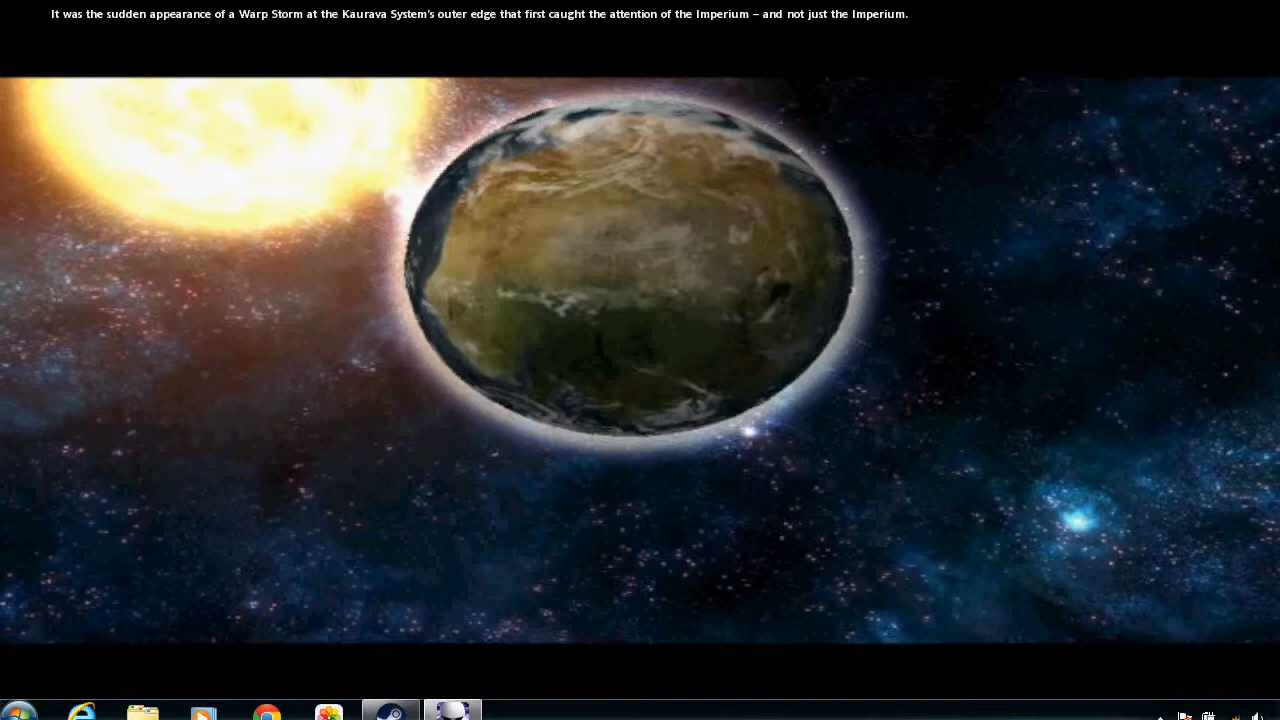 It was the sudden appearance of a Warp Storm at the Kaurava System's outer edge that first caught the attention of the Imperium – and not just the Imperium.